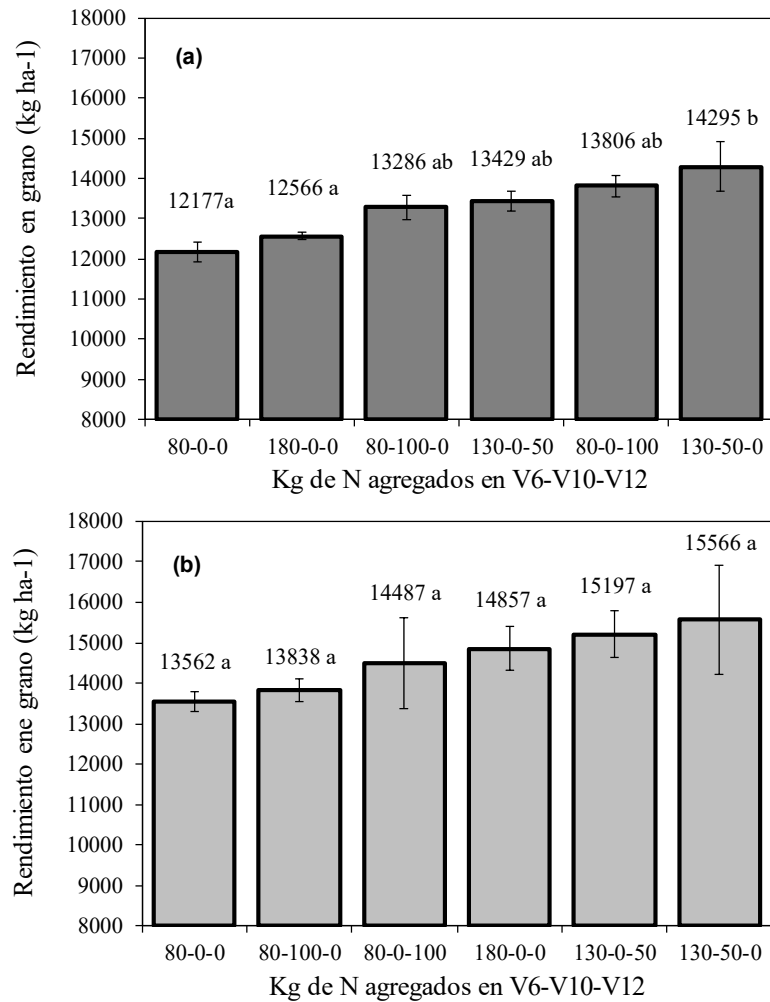 Rendimiento en grano (kg ha-1)
18000
17000
16000
15000
14000
13000
12000
11000
10000
9000
8000
(a)
12177a
12566 a
13286 ab
13429 ab
13806 ab
14295 b
80-0-0
180-0-0
80-100-0
130-0-50
80-0-100
130-50-0
Kg de N agregados en V6-V10-V12
Rendimiento ene grano (kg ha-1)
18000
17000
16000
15000
14000
13000
12000
11000
10000
9000
8000
(b)
13562 a
13838 a
14487 a
14857 a
15197 a
15566 a
80-0-0
80-100-0
80-0-100
180-0-0
130-0-50
130-50-0
Kg de N agregados en V6-V10-V12